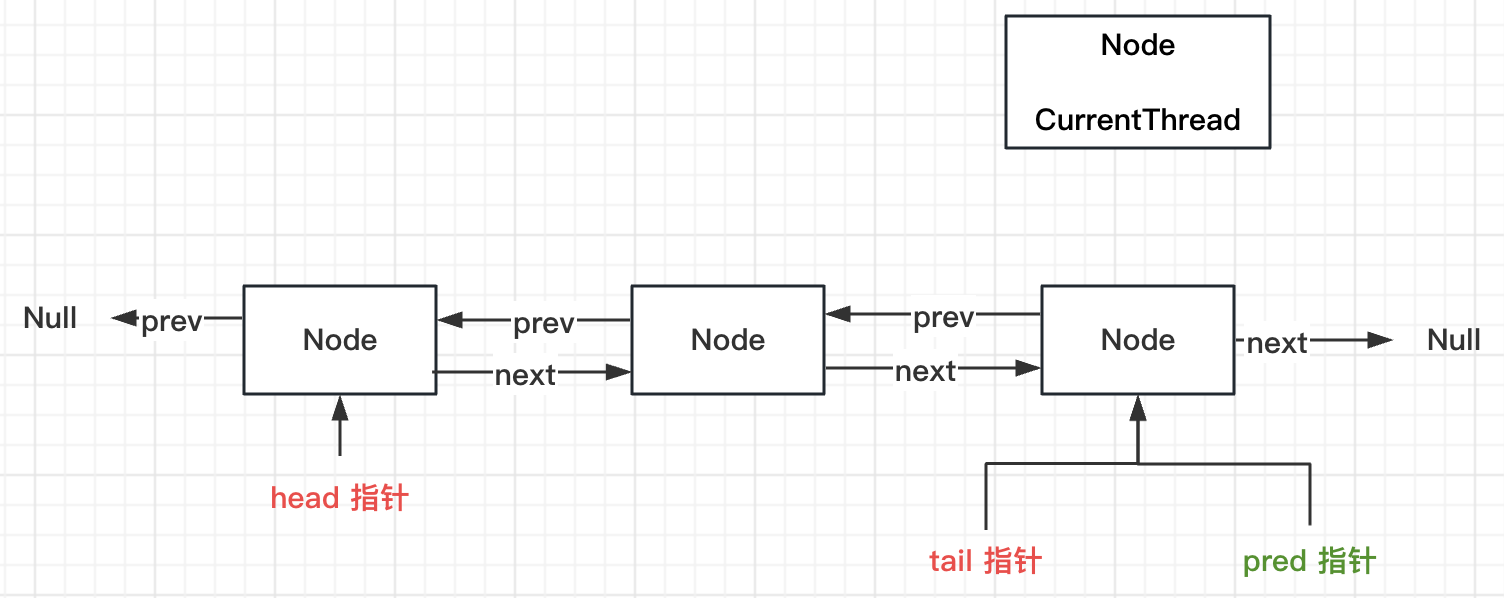 Node
CurrentThread
Null
prev
Node
prev
next
Node
prev
next
Node
next
Null
head 指针
tail 指针
pred 指针